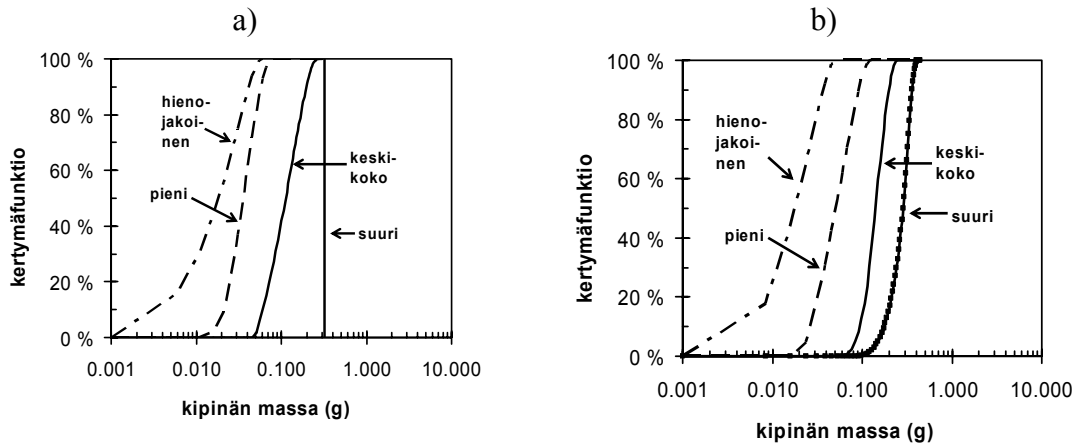 a)
100 %
80 %
60 %
40 %
20 %
0 %
kertymäfunktio
hieno-
jakoi-
nen
pieni
keski-
koko
suuri
0.001 0.010 0.100 1.000 10.000
kipinän massa (g)
b)
100 %
80 %
60 %
40 %
20 %
0 %
kertymäfunktio
hieno-
jakoi-
nen
pieni
keski-
koko
suuri
0.001 0.010 0.100 1.000 10.000
kipinän massa (g)